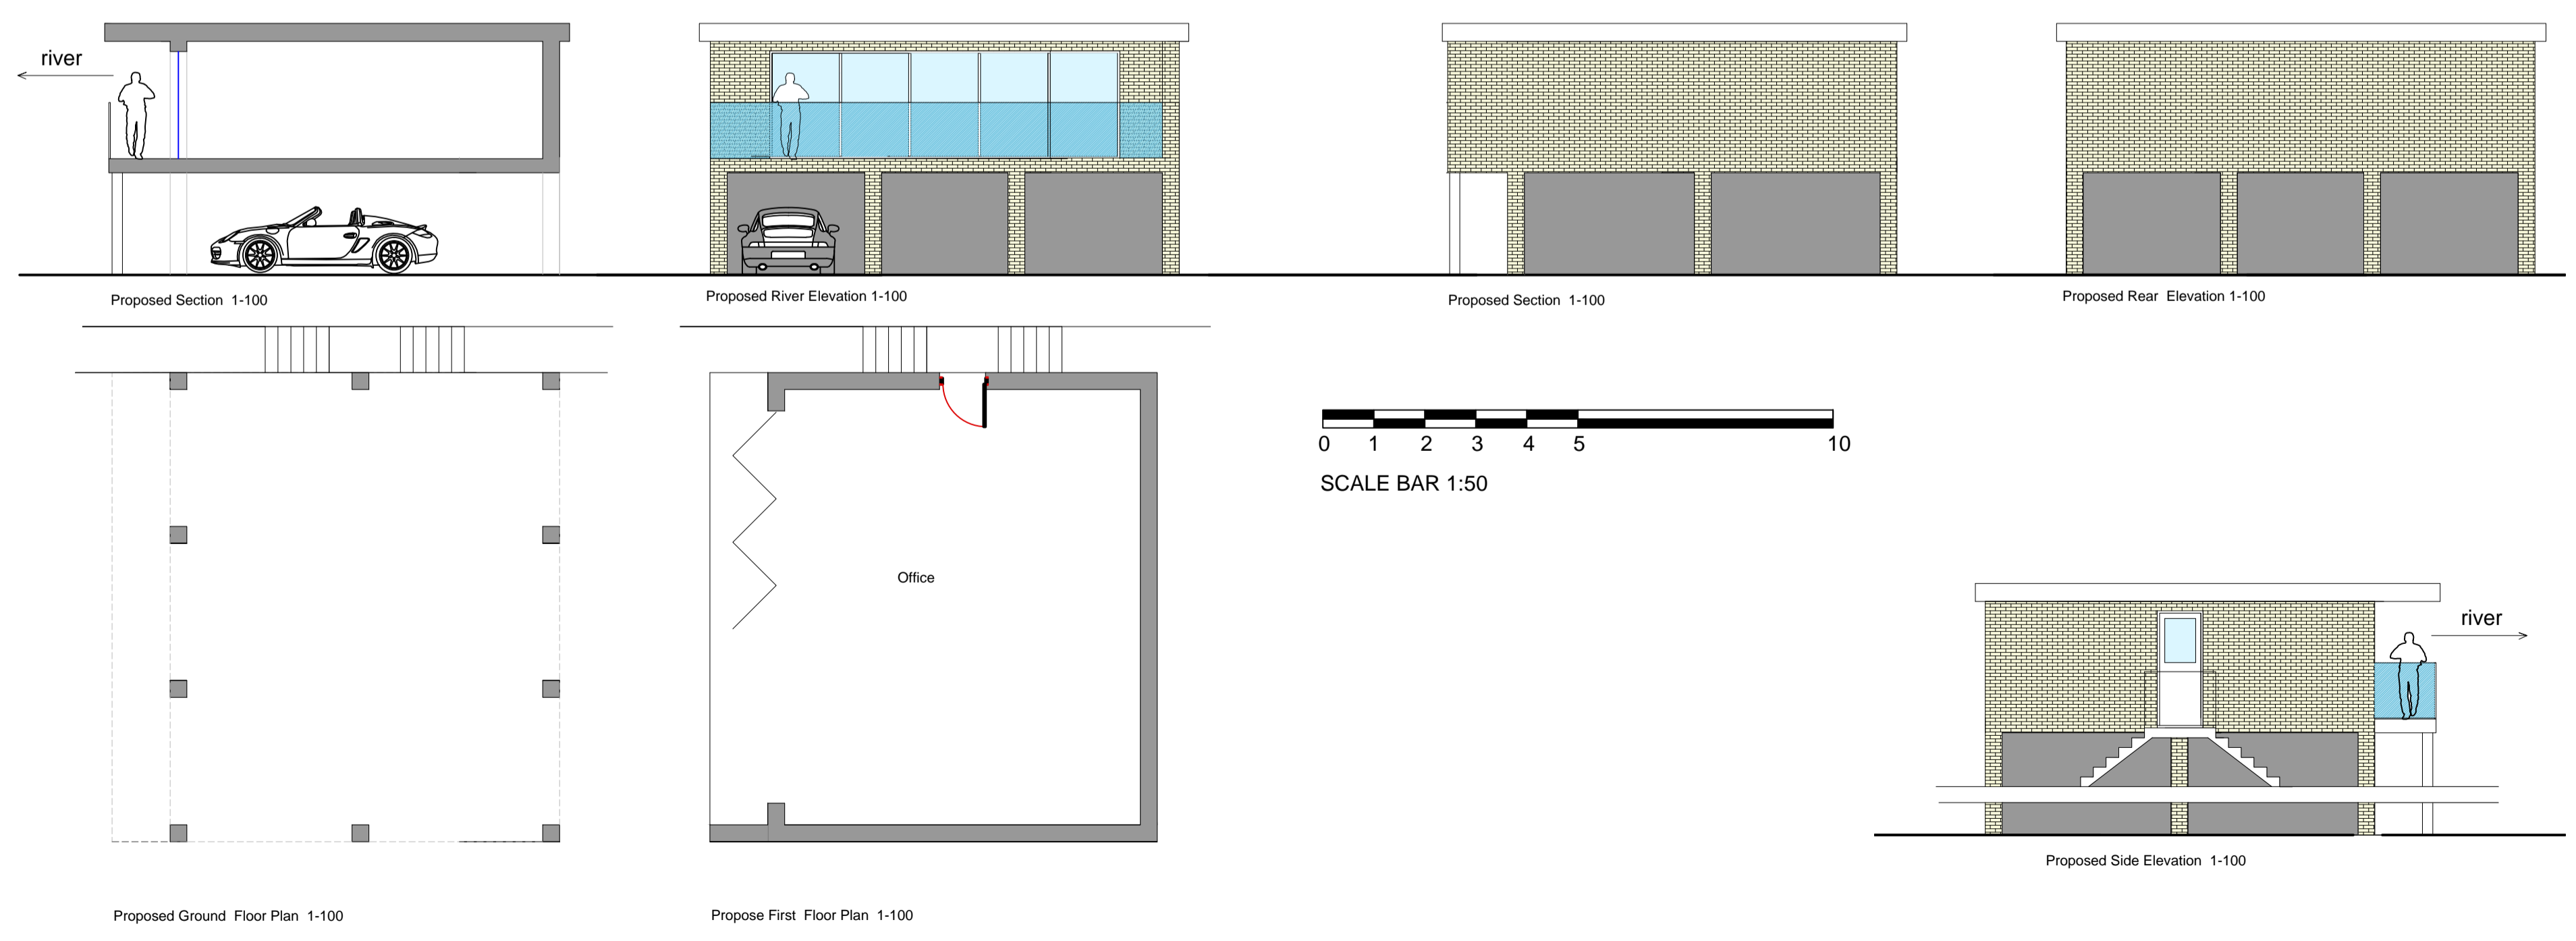 river
Proposed Section 1-100
Proposed River Elevation 1-100
Proposed Section 1-100
Proposed Rear Elevation 1-100
0 1 2 3 4 5 10
SCALE BAR 1:50
Office
river
Proposed Side Elevation 1-100
Proposed Ground Floor Plan 1-100
Propose First Floor Plan 1-100